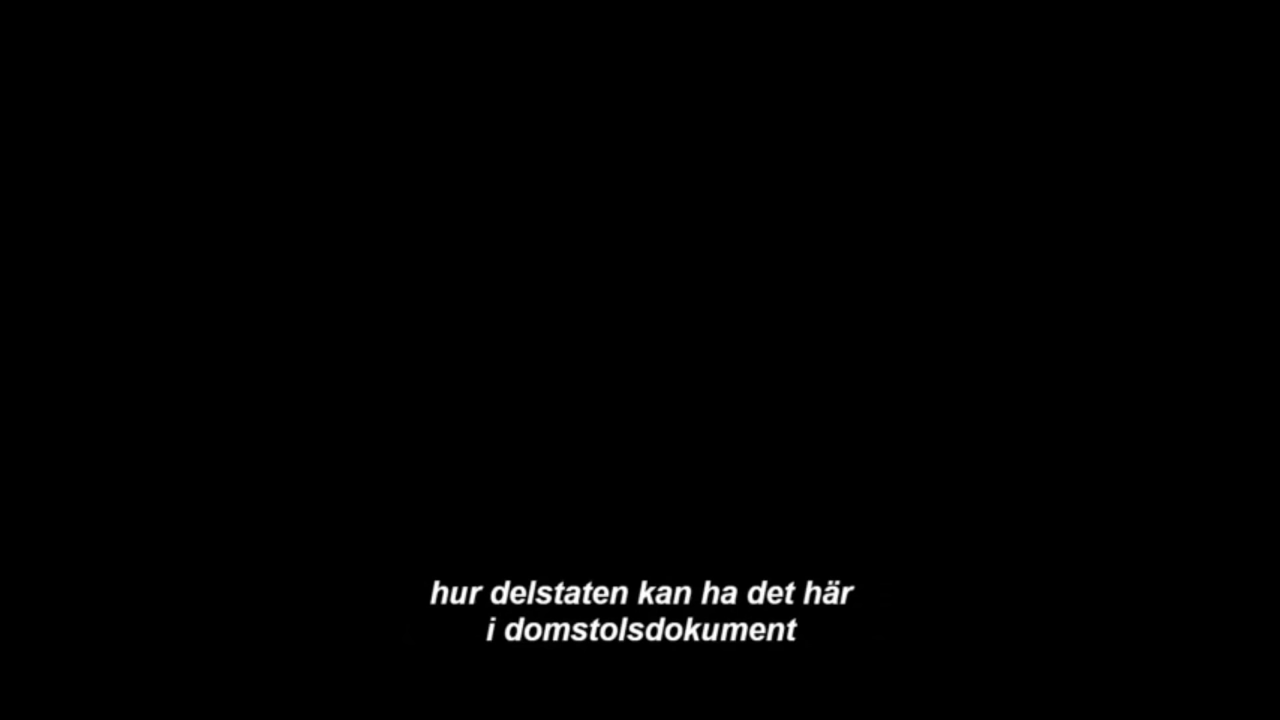 hur delstaten kan ha det här
i domstolsdokument